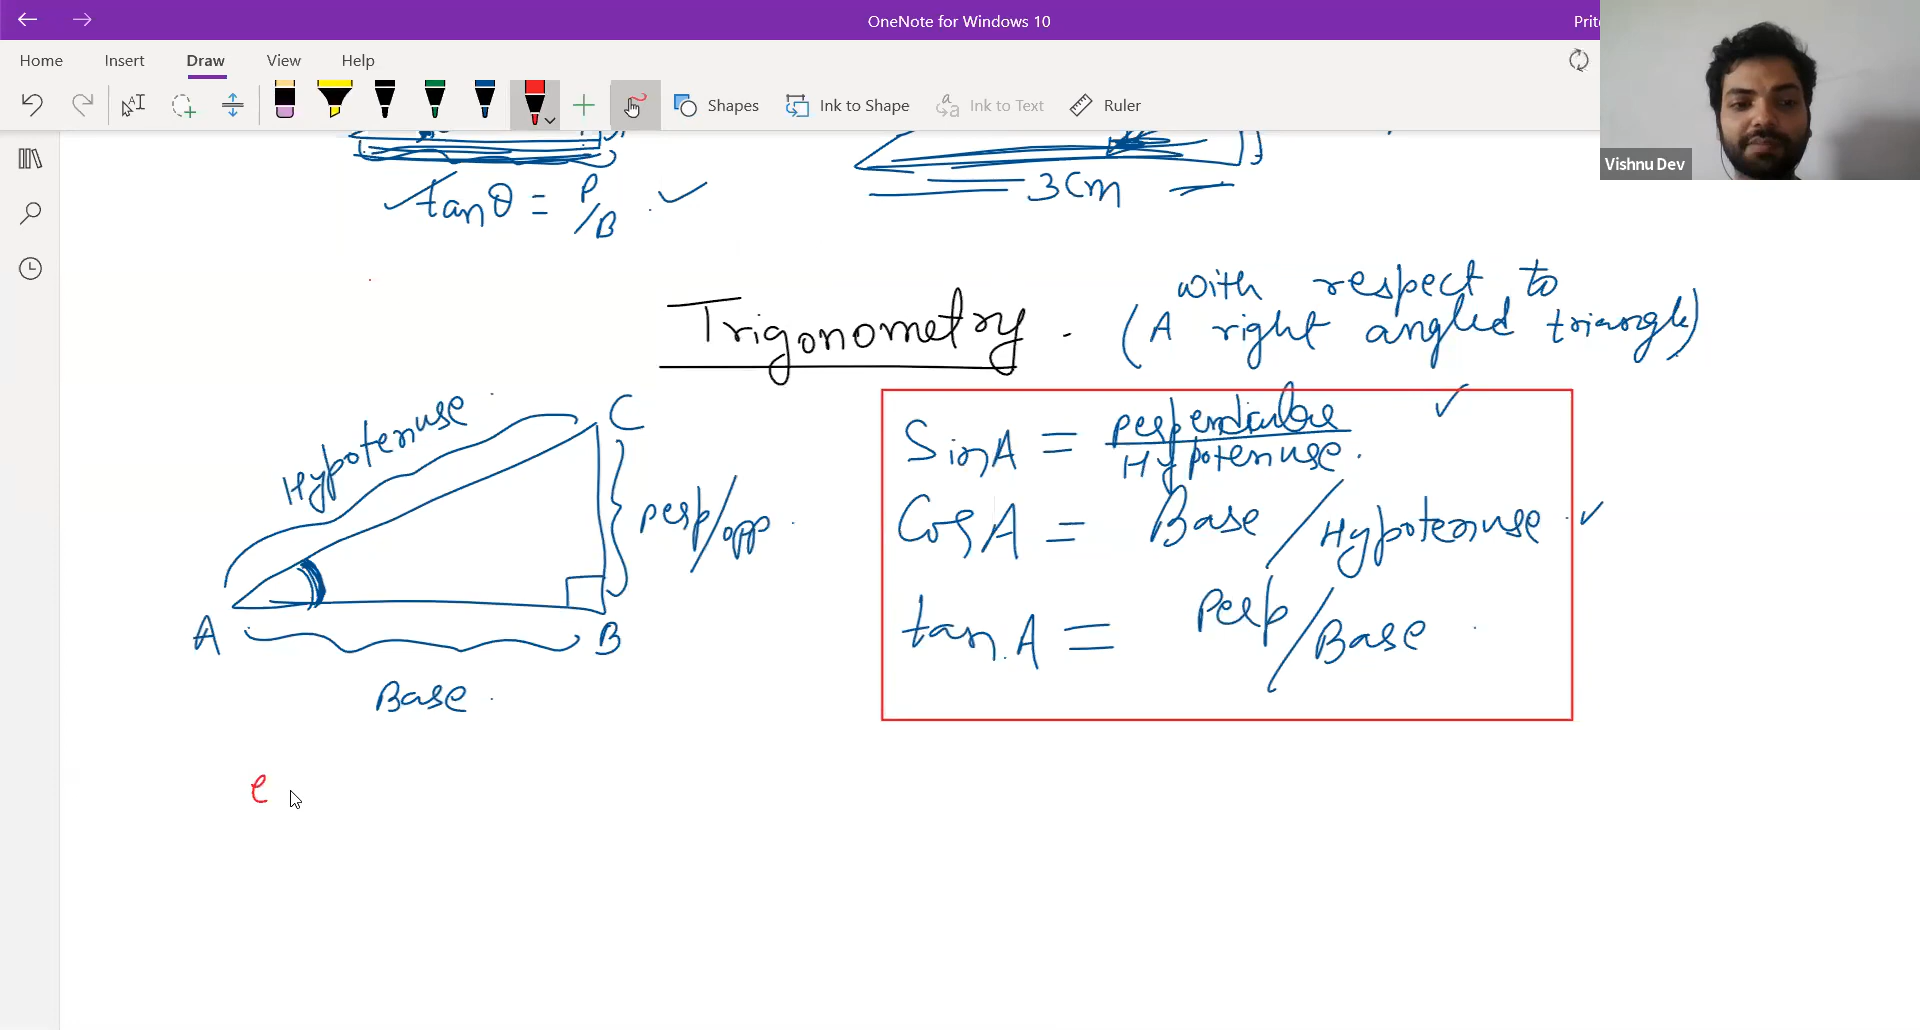 OneNote for Windows 10
Home Insert Draw View Help
Shapes Ink to Shape Ink to Text Ruler
Vishnu Dev
tanθ = P/B
3cm
Trigonometry.
with respect to
(A right angled triangle)
Hypotenuse
C
perp/opp
A
B
Base
SinA = perpendicular
Hypotenuse
CosA = Base/Hypotenuse
tan A = Perp/Base
e